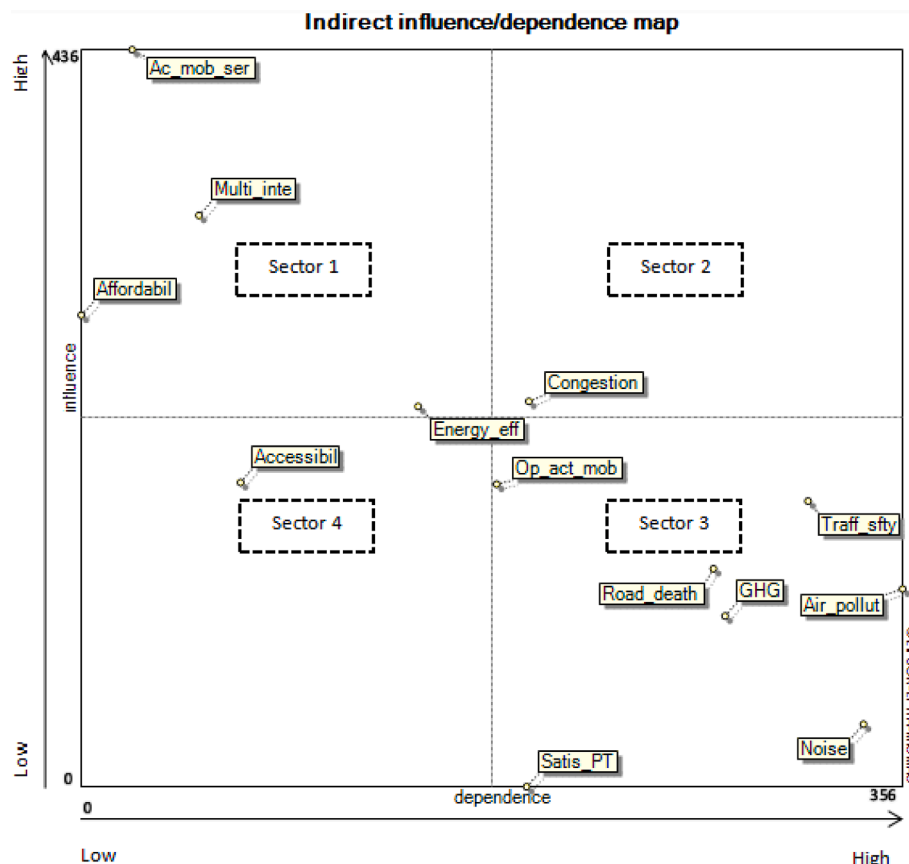 Indirect influence/dependence map
436
High
Ac_mob_ser
Multi_inte
Sector 1
Sector 2
Affordabil
influence
Congestion
Energy_eff
Accessibil
Op_act_mob
Sector 4
Sector 3
Traff_sfty
Road_death
GHG
Air_pollut
Noise
Satis_PT
Low
0
dependence
0
356
Low
High